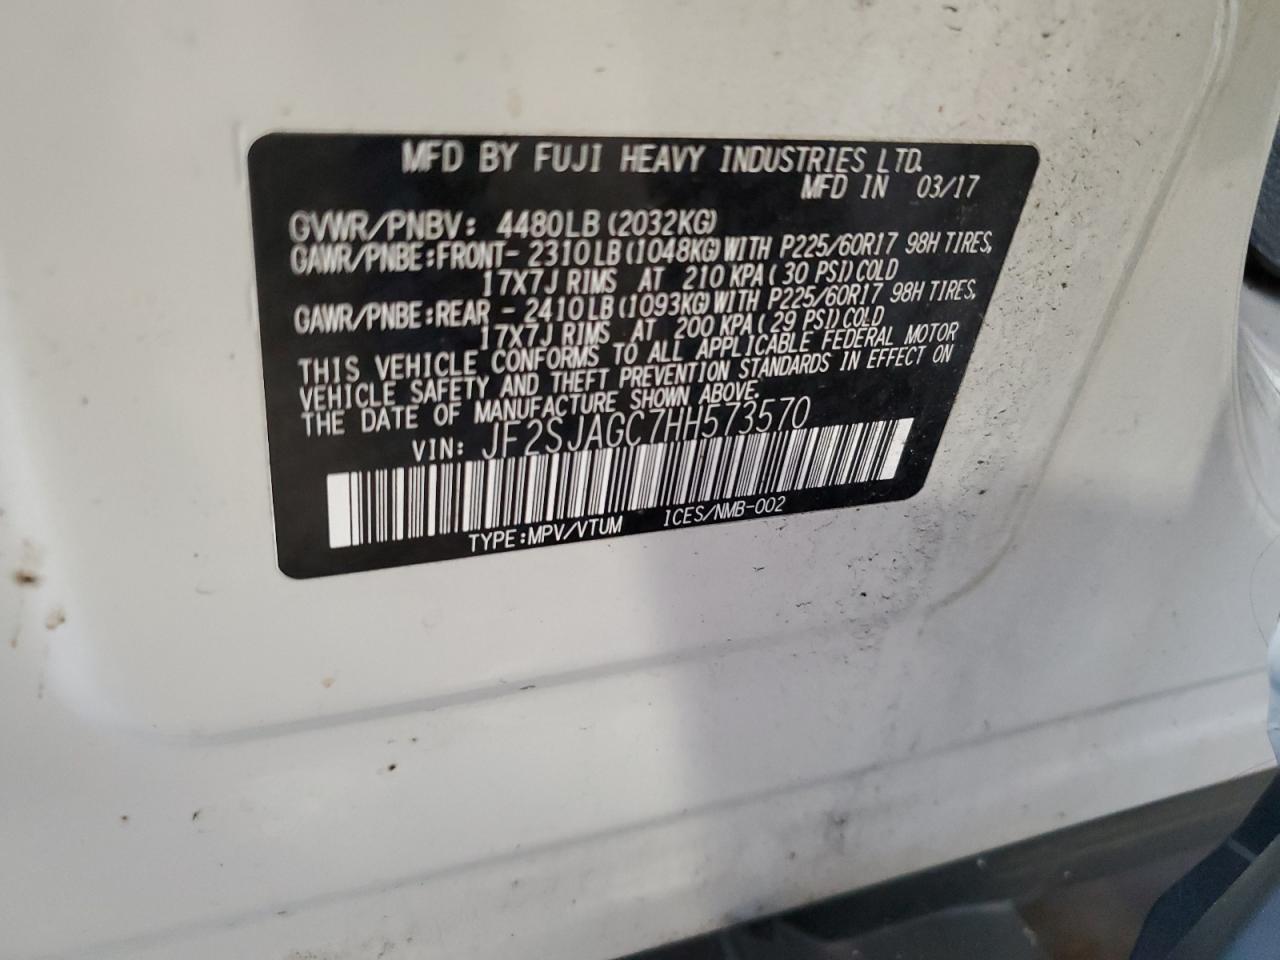 MFD BY FUJI HEAVY INDUSTRIES LTD.
MFD IN 03/17
GVWR/PNBV: 4480LB (2032KG)
GAWR/PNBE:FRONT- 2310LB (1048KG) WITH P225/60R17 98H TIRES,
17X7J RIMS AT 210 KPA ( 30 PSI) COLD
GAWR/PNBE:REAR - 2410LB (1093KG) WITH P225/60R17 98H TIRES,
17X7J RIMS AT 200 KPA ( 29 PSI) COLD
THIS VEHICLE CONFORMS TO ALL APPLICABLE FEDERAL MOTOR
VEHICLE SAFETY AND THEFT PREVENTION STANDARDS IN EFFECT ON
THE DATE OF MANUFACTURE SHOWN ABOVE.
VIN: JF2SJAGC7HH573570
TYPE:MPV/VTUM ICES/NMB-002